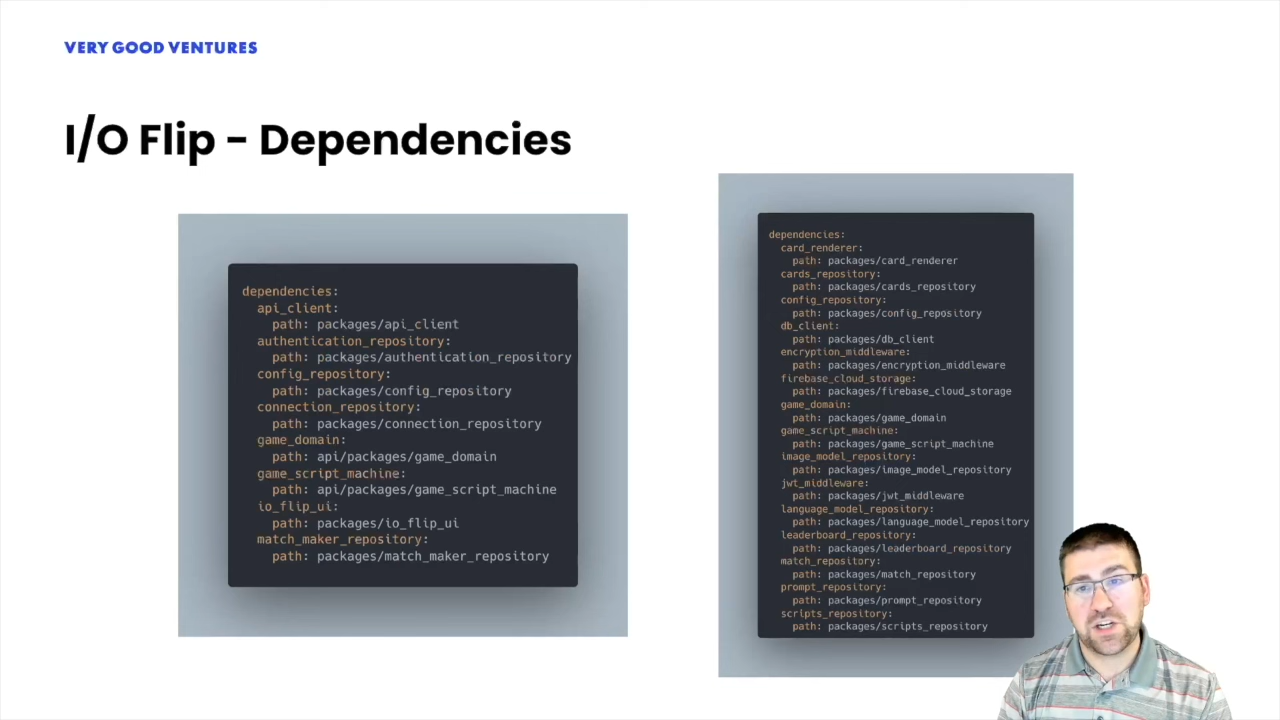 VERY GOOD VENTURES
I/O Flip - Dependencies
dependencies:
api_client:
path: packages/api_client
authentication_repository:
path: packages/authentication_repository
config_repository:
path: packages/config_repository
connection_repository:
path: packages/connection_repository
game_domain:
path: api/packages/game_domain
game_script_machine:
path: api/packages/game_script_machine
io_flip_ui:
path: packages/io_flip_ui
match_maker_repository:
path: packages/match_maker_repository
dependencies:
card_renderer:
path: packages/card_renderer
cards_repository:
path: packages/cards_repository
config_repository:
path: packages/config_repository
db_client:
path: packages/db_client
encryption_middleware:
path: packages/encryption_middleware
firebase_cloud_storage:
path: packages/firebase_cloud_storage
game_domain:
path: packages/game_domain
game_script_machine:
path: packages/game_script_machine
image_model_repository:
path: packages/image_model_repository
jwt_middleware:
path: packages/jwt_middleware
language_model_repository:
path: packages/language_model_repository
leaderboard_repository:
path: packages/leaderboard_repository
match_repository:
path: packages/match_repository
prompt_repository:
path: packages/prompt_repository
scripts_repository:
path: packages/scripts_repository